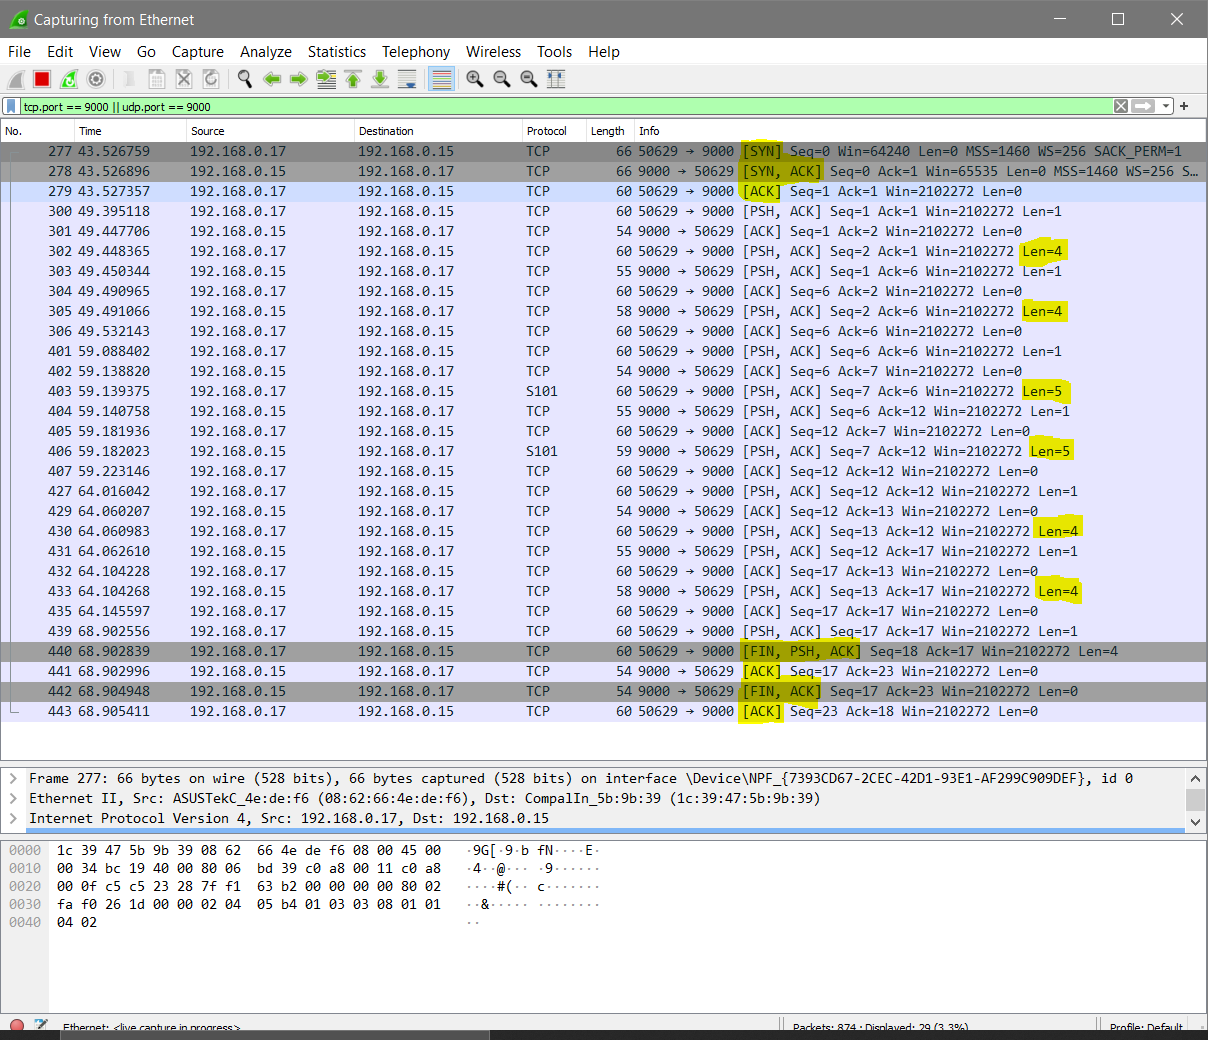 Capturing from Ethernet
File Edit View Go Capture Analyze Statistics Telephony Wireless Tools Help
tcp.port == 9000 || udp.port == 9000
No. Time Source Destination Protocol Length Info
277 43.526759 192.168.0.17 192.168.0.15 TCP 66 50629 → 9000 [SYN] Seq=0 Win=64240 Len=0 MSS=1460 WS=256 SACK_PERM=1
278 43.526896 192.168.0.15 192.168.0.17 TCP 66 9000 → 50629 [SYN, ACK] Seq=0 Ack=1 Win=65535 Len=0 MSS=1460 WS=256 S…
279 43.527357 192.168.0.17 192.168.0.15 TCP 60 50629 → 9000 [ACK] Seq=1 Ack=1 Win=2102272 Len=0
300 49.395118 192.168.0.17 192.168.0.15 TCP 60 50629 → 9000 [PSH, ACK] Seq=1 Ack=1 Win=2102272 Len=1
301 49.447706 192.168.0.15 192.168.0.17 TCP 54 9000 → 50629 [ACK] Seq=1 Ack=2 Win=2102272 Len=0
302 49.448365 192.168.0.17 192.168.0.15 TCP 60 50629 → 9000 [PSH, ACK] Seq=2 Ack=1 Win=2102272 Len=4
303 49.450344 192.168.0.15 192.168.0.17 TCP 55 9000 → 50629 [PSH, ACK] Seq=1 Ack=6 Win=2102272 Len=1
304 49.490965 192.168.0.17 192.168.0.15 TCP 60 50629 → 9000 [ACK] Seq=6 Ack=2 Win=2102272 Len=0
305 49.491066 192.168.0.15 192.168.0.17 TCP 58 9000 → 50629 [PSH, ACK] Seq=2 Ack=6 Win=2102272 Len=4
306 49.532143 192.168.0.17 192.168.0.15 TCP 60 50629 → 9000 [ACK] Seq=6 Ack=6 Win=2102272 Len=0
401 59.088402 192.168.0.17 192.168.0.15 TCP 60 50629 → 9000 [PSH, ACK] Seq=6 Ack=6 Win=2102272 Len=1
402 59.138820 192.168.0.15 192.168.0.17 TCP 54 9000 → 50629 [ACK] Seq=6 Ack=7 Win=2102272 Len=0
403 59.139375 192.168.0.17 192.168.0.15 S101 60 50629 → 9000 [PSH, ACK] Seq=7 Ack=6 Win=2102272 Len=5
404 59.140758 192.168.0.15 192.168.0.17 TCP 55 9000 → 50629 [PSH, ACK] Seq=6 Ack=12 Win=2102272 Len=1
405 59.181936 192.168.0.17 192.168.0.15 TCP 60 50629 → 9000 [ACK] Seq=12 Ack=7 Win=2102272 Len=0
406 59.182023 192.168.0.15 192.168.0.17 S101 59 9000 → 50629 [PSH, ACK] Seq=7 Ack=12 Win=2102272 Len=5
407 59.223146 192.168.0.17 192.168.0.15 TCP 60 50629 → 9000 [ACK] Seq=12 Ack=12 Win=2102272 Len=0
427 64.016042 192.168.0.17 192.168.0.15 TCP 60 50629 → 9000 [PSH, ACK] Seq=12 Ack=12 Win=2102272 Len=1
429 64.060207 192.168.0.15 192.168.0.17 TCP 54 9000 → 50629 [ACK] Seq=12 Ack=13 Win=2102272 Len=0
430 64.060983 192.168.0.17 192.168.0.15 TCP 60 50629 → 9000 [PSH, ACK] Seq=13 Ack=12 Win=2102272 Len=4
431 64.062610 192.168.0.15 192.168.0.17 TCP 55 9000 → 50629 [PSH, ACK] Seq=12 Ack=17 Win=2102272 Len=1
432 64.104228 192.168.0.17 192.168.0.15 TCP 60 50629 → 9000 [ACK] Seq=17 Ack=13 Win=2102272 Len=0
433 64.104268 192.168.0.15 192.168.0.17 TCP 58 9000 → 50629 [PSH, ACK] Seq=13 Ack=17 Win=2102272 Len=4
435 64.145597 192.168.0.17 192.168.0.15 TCP 60 50629 → 9000 [ACK] Seq=17 Ack=17 Win=2102272 Len=0
439 68.902556 192.168.0.17 192.168.0.15 TCP 60 50629 → 9000 [PSH, ACK] Seq=17 Ack=17 Win=2102272 Len=1
440 68.902839 192.168.0.17 192.168.0.15 TCP 60 50629 → 9000 [FIN, PSH, ACK] Seq=18 Ack=17 Win=2102272 Len=4
441 68.902996 192.168.0.15 192.168.0.17 TCP 54 9000 → 50629 [ACK] Seq=17 Ack=23 Win=2102272 Len=0
442 68.904948 192.168.0.15 192.168.0.17 TCP 54 9000 → 50629 [FIN, ACK] Seq=17 Ack=23 Win=2102272 Len=0
443 68.905411 192.168.0.17 192.168.0.15 TCP 60 50629 → 9000 [ACK] Seq=23 Ack=18 Win=2102272 Len=0
Frame 277: 66 bytes on wire (528 bits), 66 bytes captured (528 bits) on interface \Device\NPF_{7393CD67-2CEC-42D1-93E1-AF299C909DEF}, id 0
Ethernet II, Src: ASUSTekC_4e:de:f6 (08:62:66:4e:de:f6), Dst: CompalIn_5b:9b:39 (1c:39:47:5b:9b:39)
Internet Protocol Version 4, Src: 192.168.0.17, Dst: 192.168.0.15
0000 1c 39 47 5b 9b 39 08 62 66 4e de f6 08 00 45 00 ·9G[·9·b fN····E·
0010 00 34 bc 19 40 00 80 06 bd 39 c0 a8 00 11 c0 a8 ·4··@··· ·9······
0020 00 0f c5 c5 23 28 7f f1 63 b2 00 00 00 00 80 02 ····#(·· c·······
0030 fa f0 26 1d 00 00 02 04 05 b4 01 03 03 08 01 01 ··&····· ········
0040 04 02 ··
Ethernet: <live capture in progress> Packets: 874 · Displayed: 29 (3.3%) Profile: Default